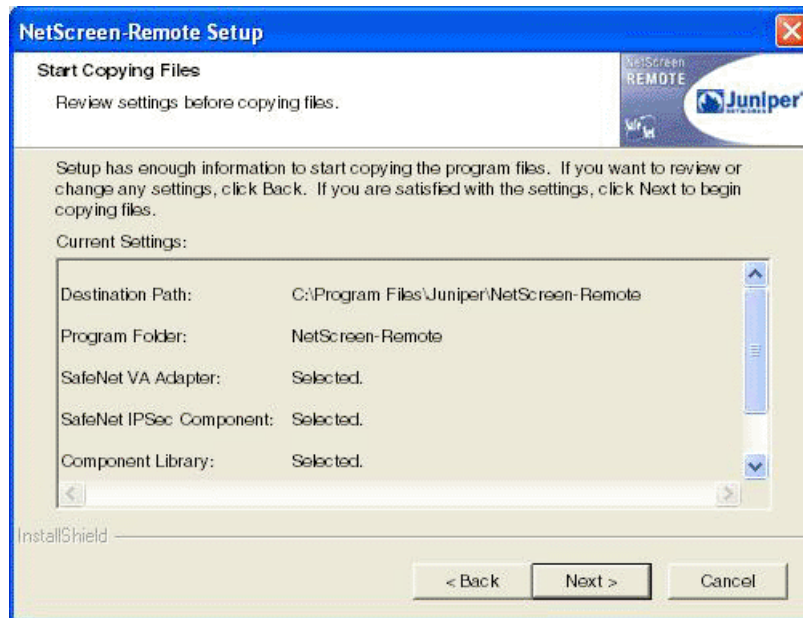 NetScreen-Remote Setup
Start Copying Files
Review settings before copying files.
NetScreen
REMOTE
Juniper
NETWORKS
SafeNet
Setup has enough information to start copying the program files. If you want to review or
change any settings, click Back. If you are satisfied with the settings, click Next to begin
copying files.
Current Settings:
Destination Path: C:\Program Files\Juniper\NetScreen-Remote
Program Folder: NetScreen-Remote
SafeNet VA Adapter: Selected.
SafeNet IPSec Component: Selected.
Component Library: Selected.
InstallShield
< Back Next > Cancel